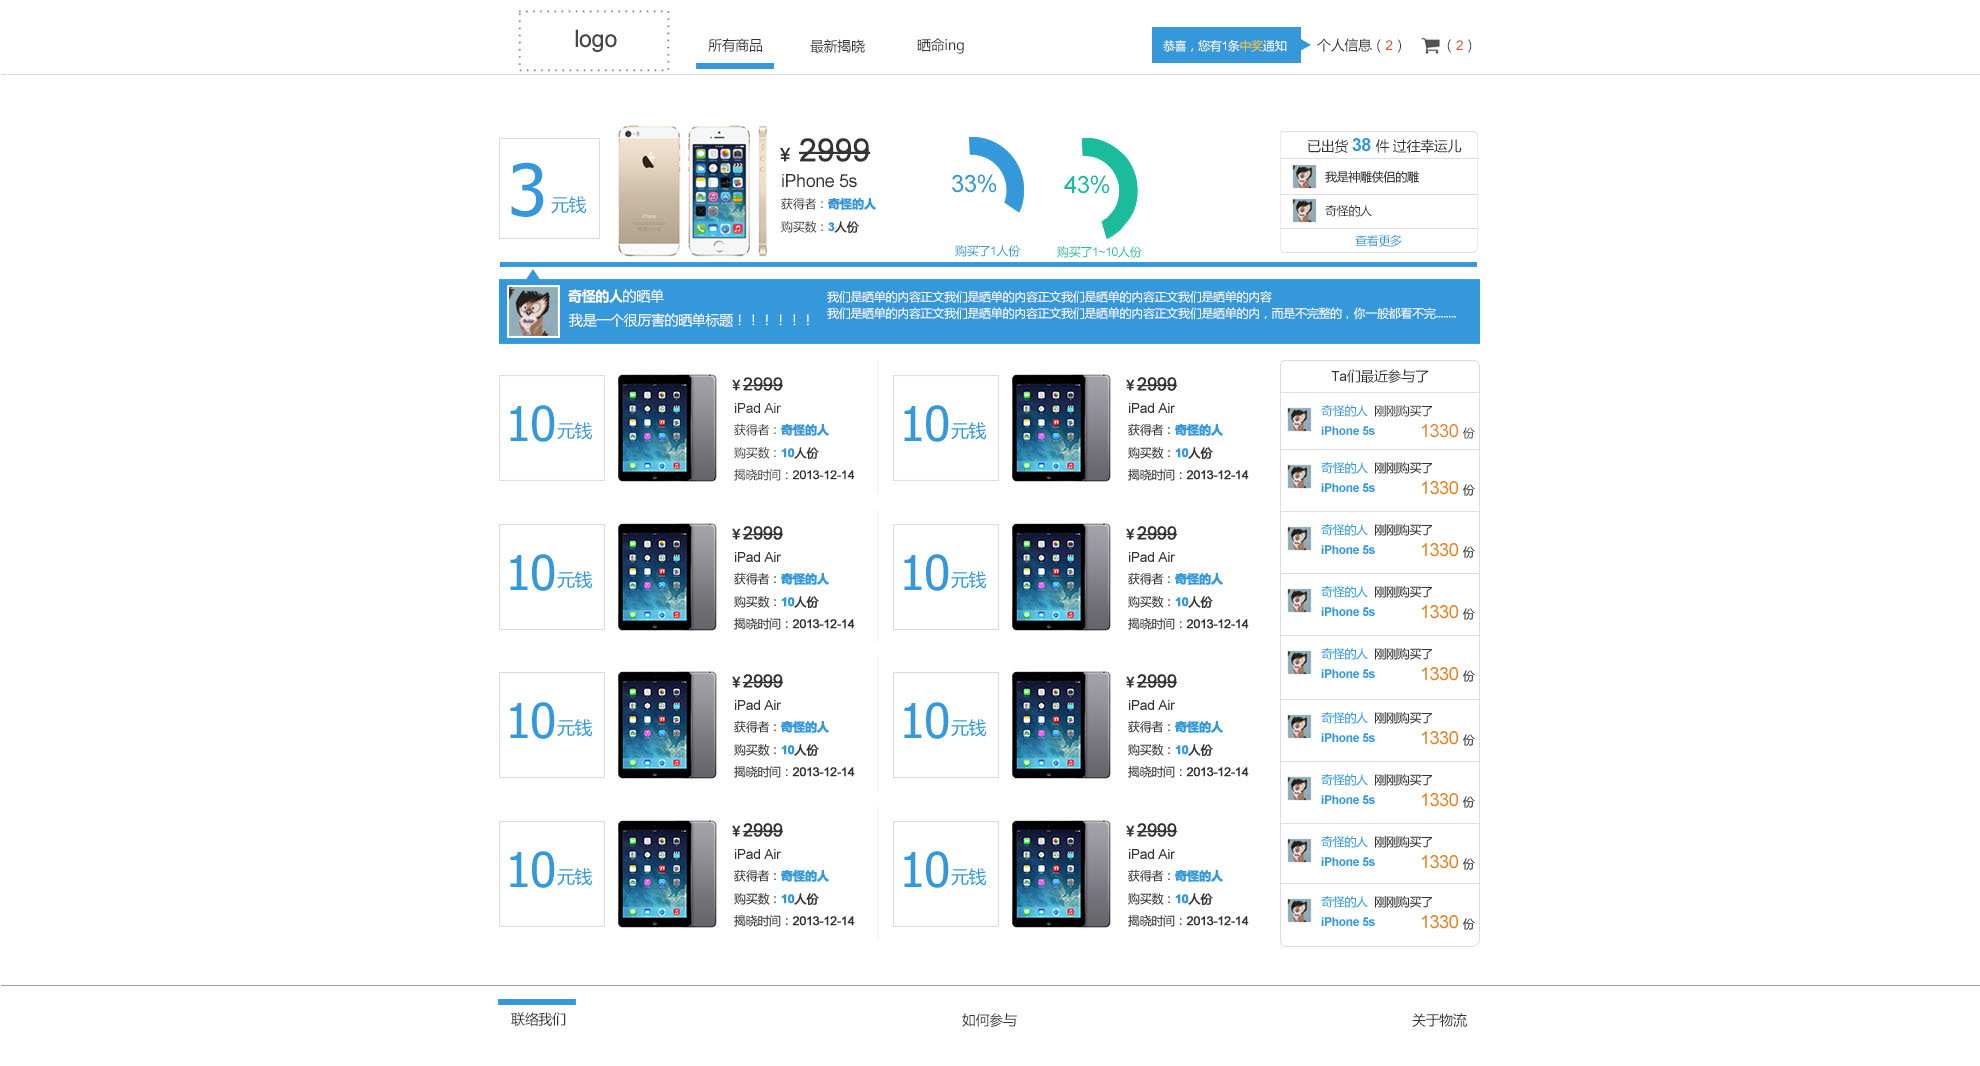 logo
所有商品
最新揭晓
晒命ing
恭喜，您有1条中奖通知
个人信息（2）
（2）
3元钱
¥ 2999
iPhone 5s
获得者：奇怪的人
购买数：3人份
33%
购买了1人份
43%
购买了1~10人份
已出货 38 件 过往幸运儿
我是神雕侠侣的雕
奇怪的人
查看更多
奇怪的人的晒单
我是一个很厉害的晒单标题！！！！！！
我们是晒单的内容正文我们是晒单的内容正文我们是晒单的内容正文我们是晒单的内容
我们是晒单的内容正文我们是晒单的内容正文我们是晒单的内容正文我们是晒单的内，而是不完整的，你一般都看不完........
10元钱
¥2999
iPad Air
获得者：奇怪的人
购买数：10人份
揭晓时间：2013-12-14
10元钱
¥2999
iPad Air
获得者：奇怪的人
购买数：10人份
揭晓时间：2013-12-14
10元钱
¥2999
iPad Air
获得者：奇怪的人
购买数：10人份
揭晓时间：2013-12-14
10元钱
¥2999
iPad Air
获得者：奇怪的人
购买数：10人份
揭晓时间：2013-12-14
10元钱
¥2999
iPad Air
获得者：奇怪的人
购买数：10人份
揭晓时间：2013-12-14
10元钱
¥2999
iPad Air
获得者：奇怪的人
购买数：10人份
揭晓时间：2013-12-14
10元钱
¥2999
iPad Air
获得者：奇怪的人
购买数：10人份
揭晓时间：2013-12-14
10元钱
¥2999
iPad Air
获得者：奇怪的人
购买数：10人份
揭晓时间：2013-12-14
Ta们最近参与了
奇怪的人 刚刚购买了
iPhone 5s 1330 份
奇怪的人 刚刚购买了
iPhone 5s 1330 份
奇怪的人 刚刚购买了
iPhone 5s 1330 份
奇怪的人 刚刚购买了
iPhone 5s 1330 份
奇怪的人 刚刚购买了
iPhone 5s 1330 份
奇怪的人 刚刚购买了
iPhone 5s 1330 份
奇怪的人 刚刚购买了
iPhone 5s 1330 份
奇怪的人 刚刚购买了
iPhone 5s 1330 份
奇怪的人 刚刚购买了
iPhone 5s 1330 份
联络我们
如何参与
关于物流